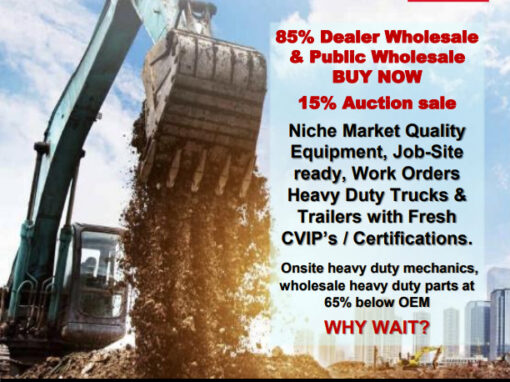 85% Dealer Wholesale
& Public Wholesale
BUY NOW
15% Auction sale
Niche Market Quality
Equipment, Job-Site
ready, Work Orders
Heavy Duty Trucks &
Trailers with Fresh
CVIP's / Certifications.
Onsite heavy duty mechanics,
wholesale heavy duty parts at
65% below OEM
WHY WAIT?